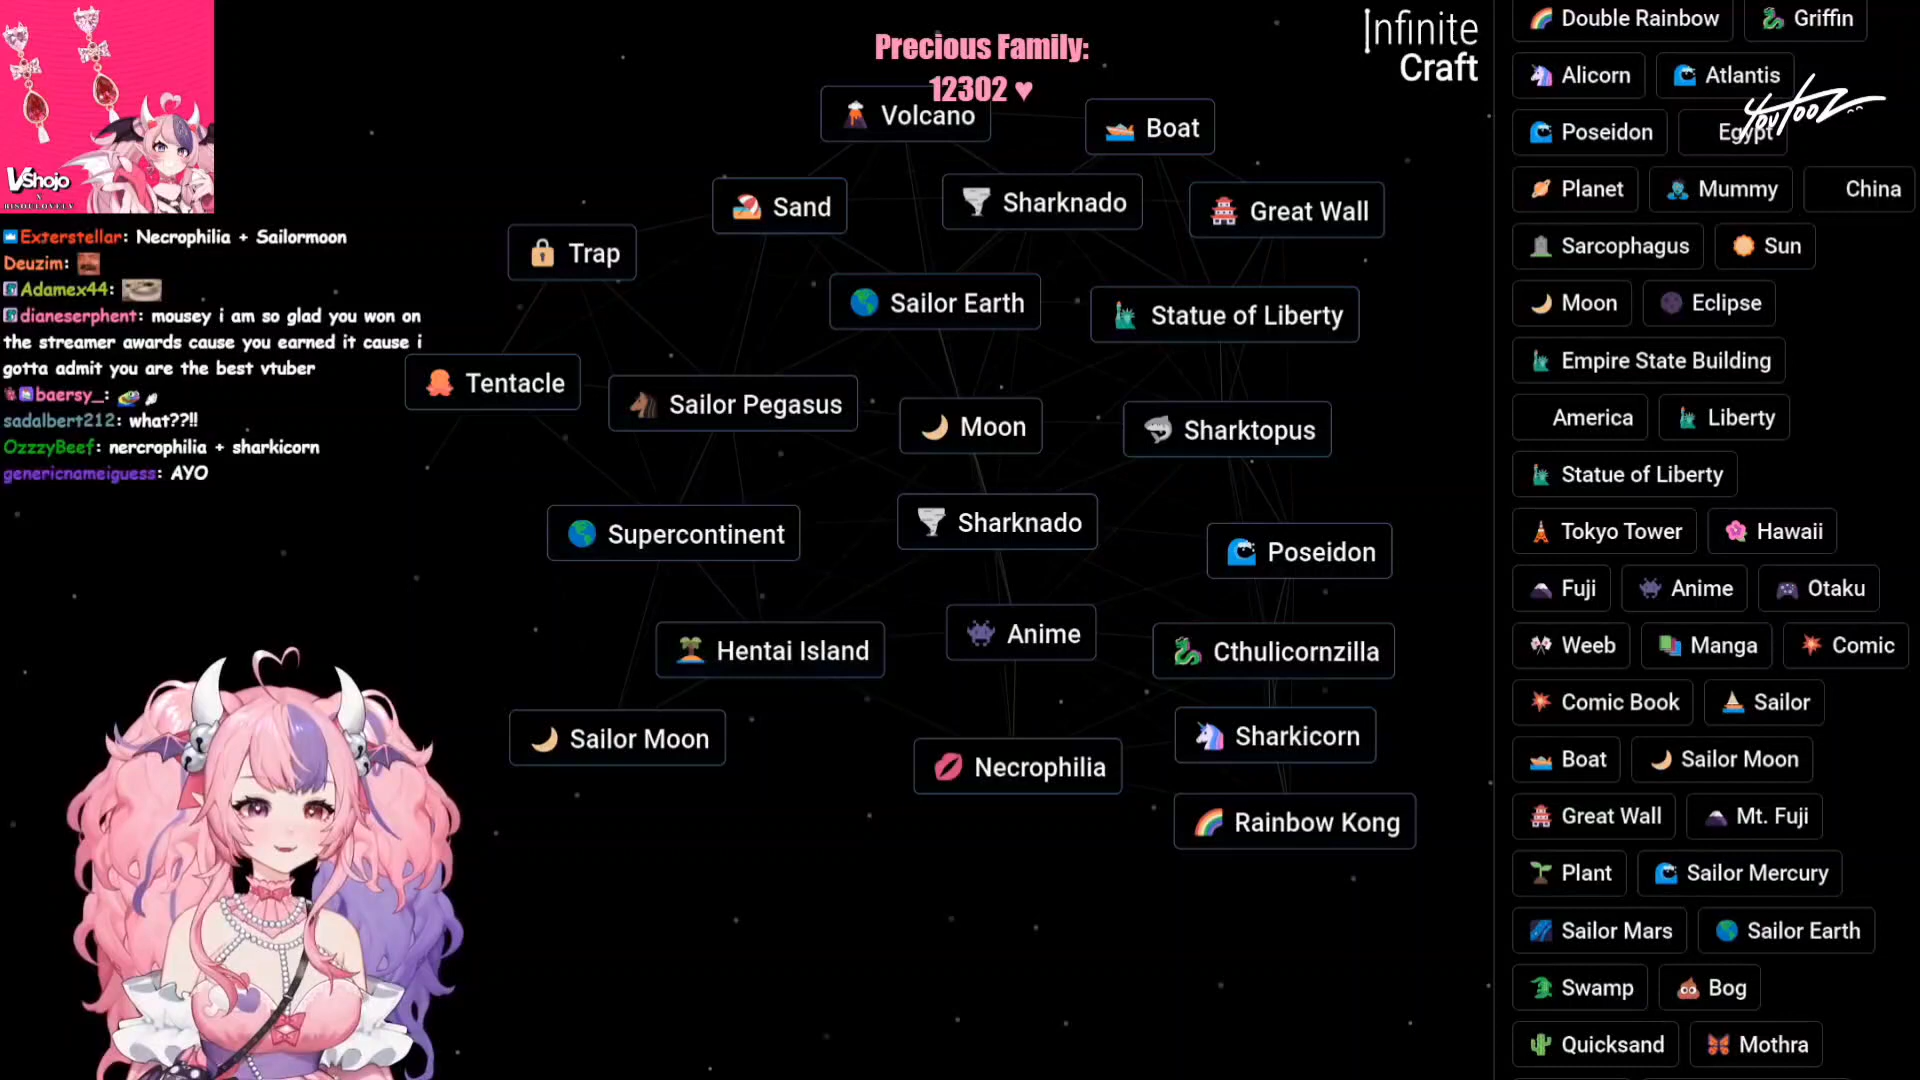 VShojo
X
RISOULOVELY
Exterstellar: Necrophilia + Sailormoon
Deuzim:
Adamex44:
dianeserphent: mousey i am so glad you won on
the streamer awards cause you earned it cause i
gotta admit you are the best vtuber
baersy_:
sadalbert212: what??!!
OzzzyBeef: nercrophilia + sharkicorn
genericnameiguess: AYO
Precious Family:
12302 ♥
Infinite
Craft
Volcano
Boat
Sand
Sharknado
Great Wall
Trap
Sailor Earth
Statue of Liberty
Tentacle
Sailor Pegasus
Moon
Sharktopus
Supercontinent
Sharknado
Poseidon
Hentai Island
Anime
Cthulicornzilla
Sailor Moon
Necrophilia
Sharkicorn
Rainbow Kong
Double Rainbow
Griffin
Alicorn
Atlantis
YouTooz
Poseidon
Egypt
Planet
Mummy
China
Sarcophagus
Sun
Moon
Eclipse
Empire State Building
America
Liberty
Statue of Liberty
Tokyo Tower
Hawaii
Fuji
Anime
Otaku
Weeb
Manga
Comic
Comic Book
Sailor
Boat
Sailor Moon
Great Wall
Mt. Fuji
Plant
Sailor Mercury
Sailor Mars
Sailor Earth
Swamp
Bog
Quicksand
Mothra